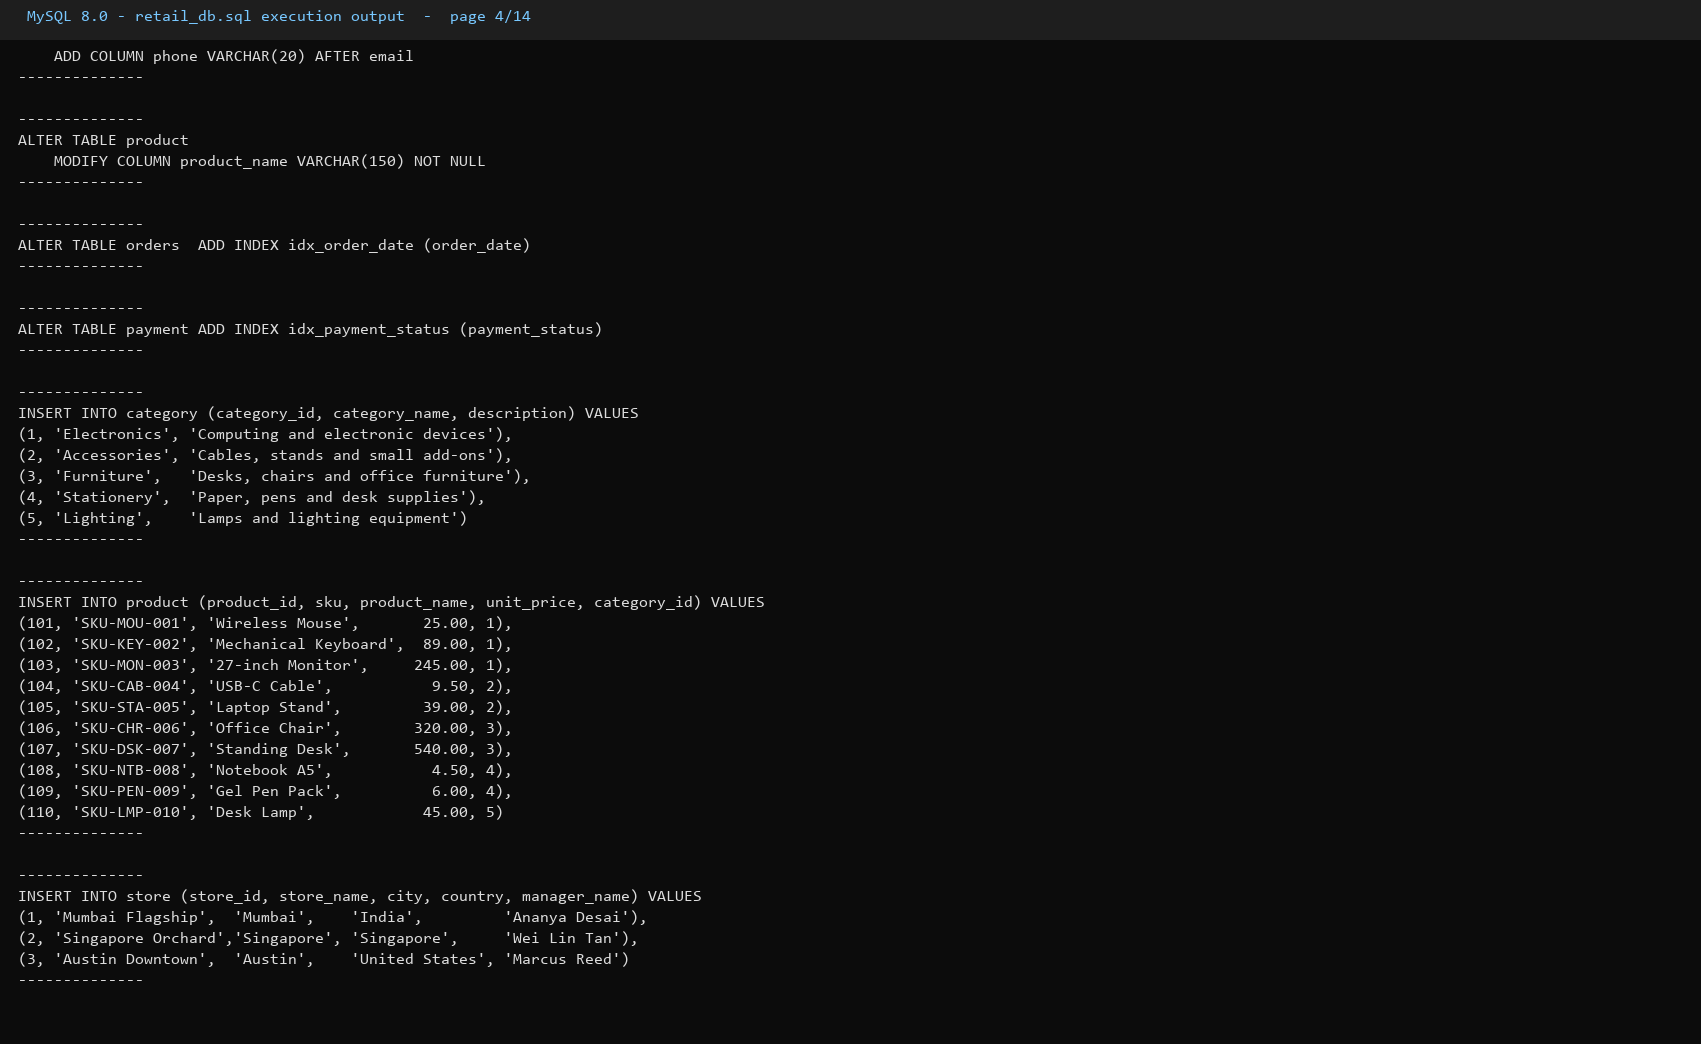 MySQL 8.0 - retail_db.sql execution output  -  page 4/14
    ADD COLUMN phone VARCHAR(20) AFTER email
--------------
--------------
ALTER TABLE product
    MODIFY COLUMN product_name VARCHAR(150) NOT NULL
--------------
--------------
ALTER TABLE orders  ADD INDEX idx_order_date (order_date)
--------------
--------------
ALTER TABLE payment ADD INDEX idx_payment_status (payment_status)
--------------
--------------
INSERT INTO category (category_id, category_name, description) VALUES
(1, 'Electronics', 'Computing and electronic devices'),
(2, 'Accessories', 'Cables, stands and small add-ons'),
(3, 'Furniture',   'Desks, chairs and office furniture'),
(4, 'Stationery',  'Paper, pens and desk supplies'),
(5, 'Lighting',    'Lamps and lighting equipment')
--------------
--------------
INSERT INTO product (product_id, sku, product_name, unit_price, category_id) VALUES
(101, 'SKU-MOU-001', 'Wireless Mouse',       25.00, 1),
(102, 'SKU-KEY-002', 'Mechanical Keyboard',  89.00, 1),
(103, 'SKU-MON-003', '27-inch Monitor',     245.00, 1),
(104, 'SKU-CAB-004', 'USB-C Cable',           9.50, 2),
(105, 'SKU-STA-005', 'Laptop Stand',         39.00, 2),
(106, 'SKU-CHR-006', 'Office Chair',        320.00, 3),
(107, 'SKU-DSK-007', 'Standing Desk',       540.00, 3),
(108, 'SKU-NTB-008', 'Notebook A5',           4.50, 4),
(109, 'SKU-PEN-009', 'Gel Pen Pack',          6.00, 4),
(110, 'SKU-LMP-010', 'Desk Lamp',            45.00, 5)
--------------
--------------
INSERT INTO store (store_id, store_name, city, country, manager_name) VALUES
(1, 'Mumbai Flagship',  'Mumbai',    'India',         'Ananya Desai'),
(2, 'Singapore Orchard','Singapore', 'Singapore',     'Wei Lin Tan'),
(3, 'Austin Downtown',  'Austin',    'United States', 'Marcus Reed')
--------------